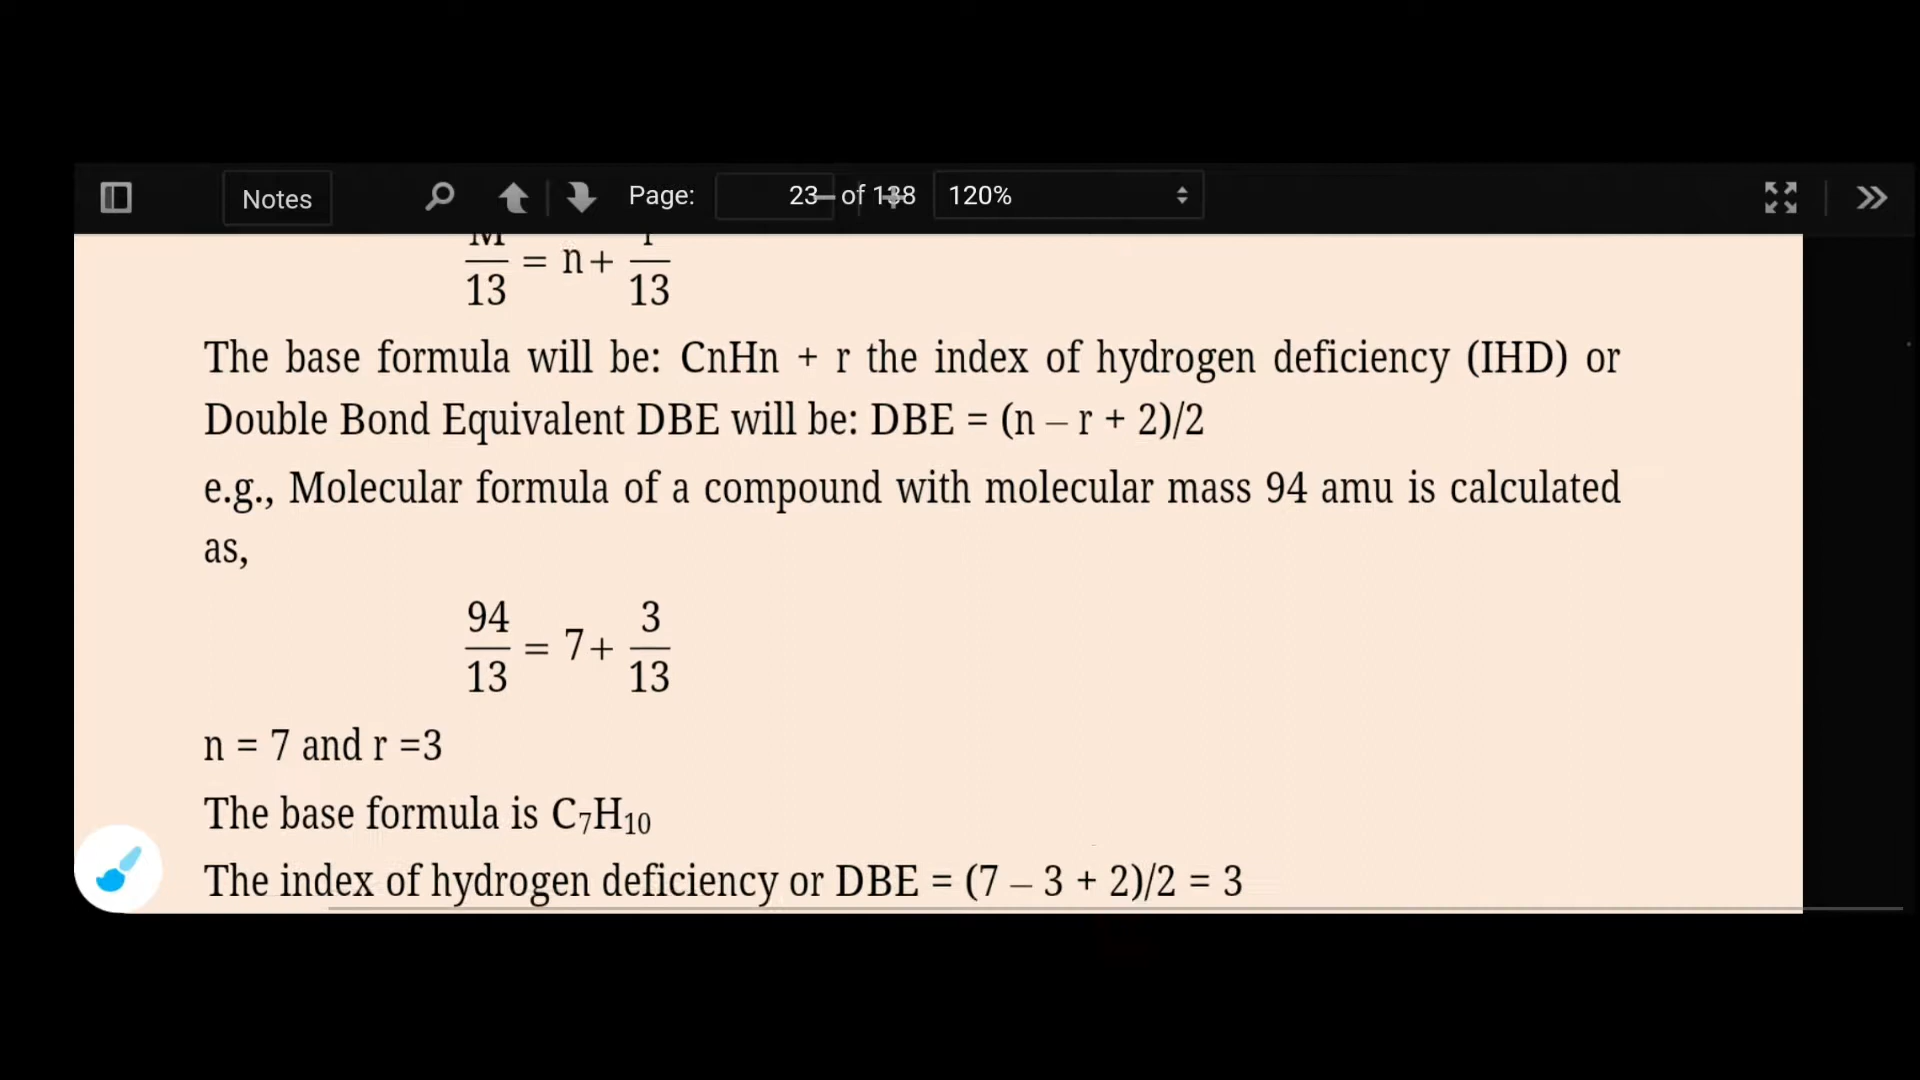 Notes Page: 23 of 138 120%
M/13 = n+ r/13
The base formula will be: CnHn + r the index of hydrogen deficiency (IHD) or
Double Bond Equivalent DBE will be: DBE = (n – r + 2)/2
e.g., Molecular formula of a compound with molecular mass 94 amu is calculated
as,
94/13 = 7+ 3/13
n = 7 and r =3
The base formula is C₇H₁₀
The index of hydrogen deficiency or DBE = (7 – 3 + 2)/2 = 3